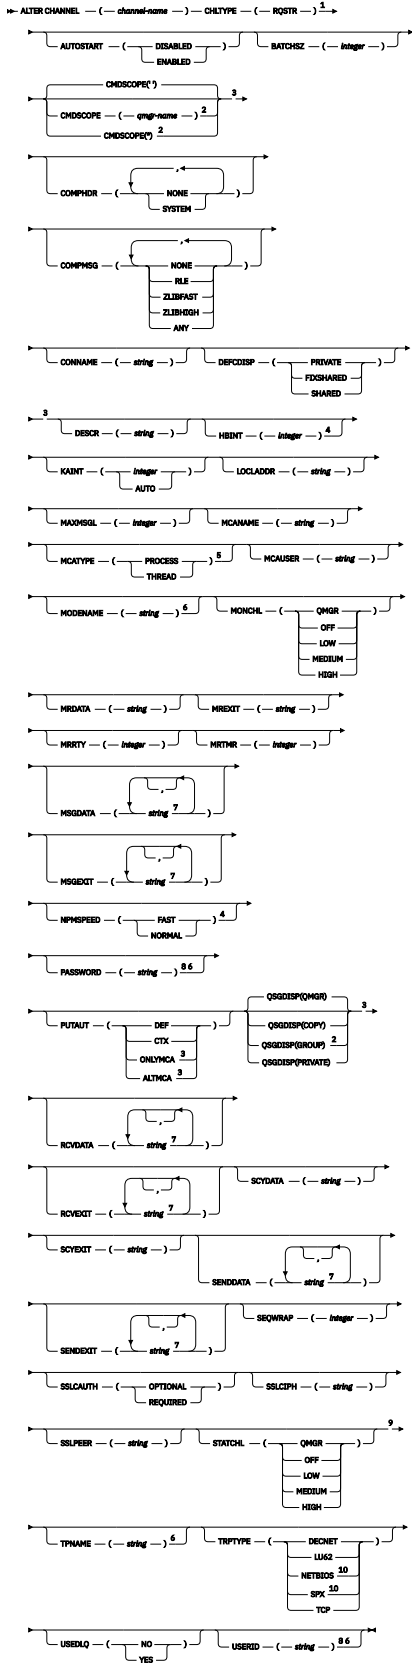 ALTER CHANNEL ( channel-name ) CHLTYPE ( RQSTR ) 1
AUTOSTART ( DISABLED ) BATCHSZ ( integer )
ENABLED
CMDSCOPE(' ')
3
CMDSCOPE ( qmgr-name ) 2
CMDSCOPE(*) 2
,
COMPHDR ( NONE )
SYSTEM
,
COMPMSG ( NONE )
RLE
ZLIBFAST
ZLIBHIGH
ANY
CONNAME ( string ) DEFCDISP ( PRIVATE )
FIXSHARED
SHARED
3
DESCR ( string ) HBINT ( integer ) 4
KAINT ( integer ) LOCLADDR ( string )
AUTO
MAXMSGL ( integer ) MCANAME ( string )
MCATYPE ( PROCESS ) 5 MCAUSER ( string )
THREAD
MODENAME ( string ) 6 MONCHL ( QMGR )
OFF
LOW
MEDIUM
HIGH
MRDATA ( string ) MREXIT ( string )
MRRTY ( integer ) MRTMR ( integer )
,
MSGDATA ( string 7 )
,
MSGEXIT ( string 7 )
NPMSPEED ( FAST ) 4
NORMAL
PASSWORD ( string ) 8 6
QSGDISP(QMGR)
3
PUTAUT ( DEF ) QSGDISP(COPY)
CTX QSGDISP(GROUP) 2
ONLYMCA 3 QSGDISP(PRIVATE)
ALTMCA 3
,
RCVDATA ( string 7 )
,
RCVEXIT ( string 7 ) SCYDATA ( string )
SCYEXIT ( string )
,
SENDDATA ( string 7 )
,
SENDEXIT ( string 7 ) SEQWRAP ( integer )
SSLCAUTH ( OPTIONAL ) SSLCIPH ( string )
REQUIRED
9
SSLPEER ( string ) STATCHL ( QMGR )
OFF
LOW
MEDIUM
HIGH
TPNAME ( string ) 6 TRPTYPE ( DECNET )
LU62
NETBIOS 10
SPX 10
TCP
USEDLQ ( NO ) USERID ( string ) 8 6
YES